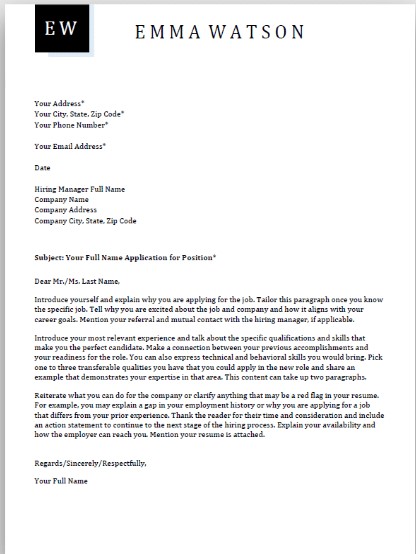 EW
EMMA WATSON
Your Address*
Your City, State, Zip Code*
Your Phone Number*
Your Email Address*
Date
Hiring Manager Full Name
Company Name
Company Address
Company City, State, Zip Code
Subject: Your Full Name Application for Position*
Dear Mr./Ms. Last Name,
Introduce yourself and explain why you are applying for the job. Tailor this paragraph once you know
the specific job. Tell why you are excited about the job and company and how it aligns with your
career goals. Mention your referral and mutual contact with the hiring manager, if applicable.
Introduce your most relevant experience and talk about the specific qualifications and skills that
make you the perfect candidate. Make a connection between your previous accomplishments and
your readiness for the role. You can also express technical and behavioral skills you would bring. Pick
one to three transferable qualities you have that you could apply in the new role and share an
example that demonstrates your expertise in that area. This content can take up two paragraphs.
Reiterate what you can do for the company or clarify anything that may be a red flag in your resume.
For example, you may explain a gap in your employment history or why you are applying for a job
that differs from your prior experience. Thank the reader for their time and consideration and include
an action statement to continue to the next stage of the hiring process. Explain your availability and
how the employer can reach you. Mention your resume is attached.
Regards/Sincerely/Respectfully,
Your Full Name